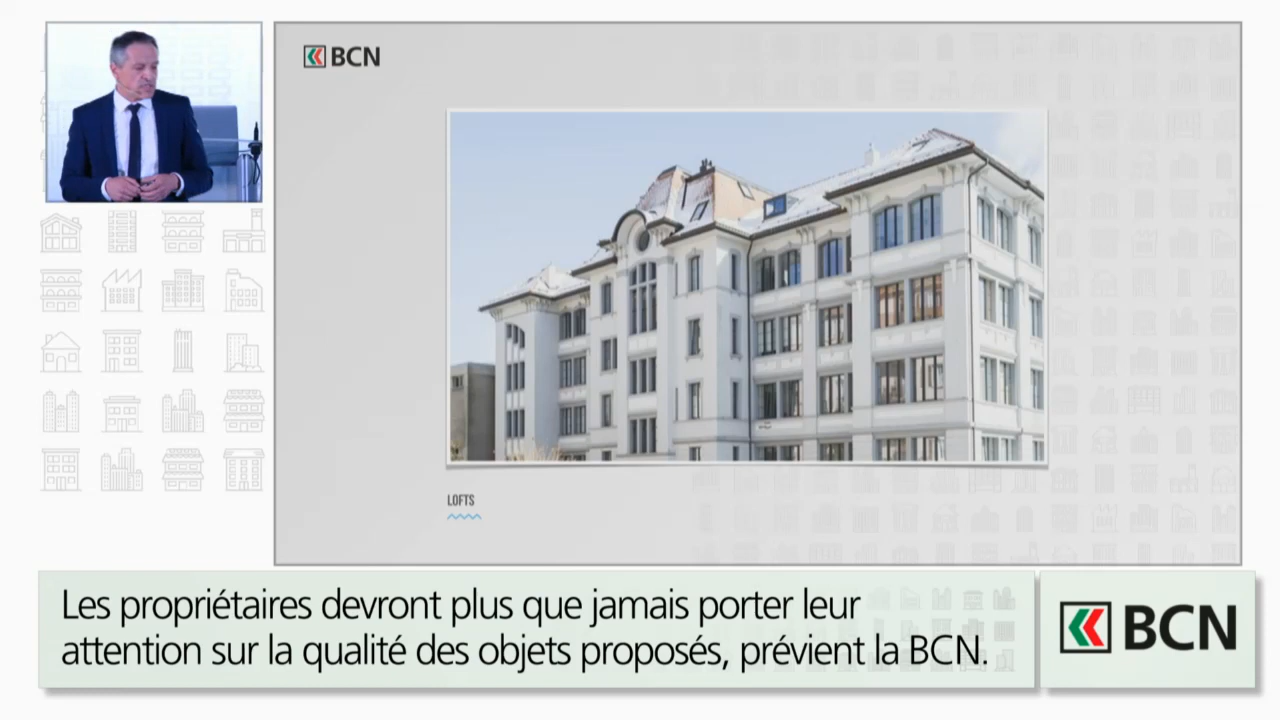 BCN
LOFTS
Les propriétaires devront plus que jamais porter leur
attention sur la qualité des objets proposés, prévient la BCN.
BCN